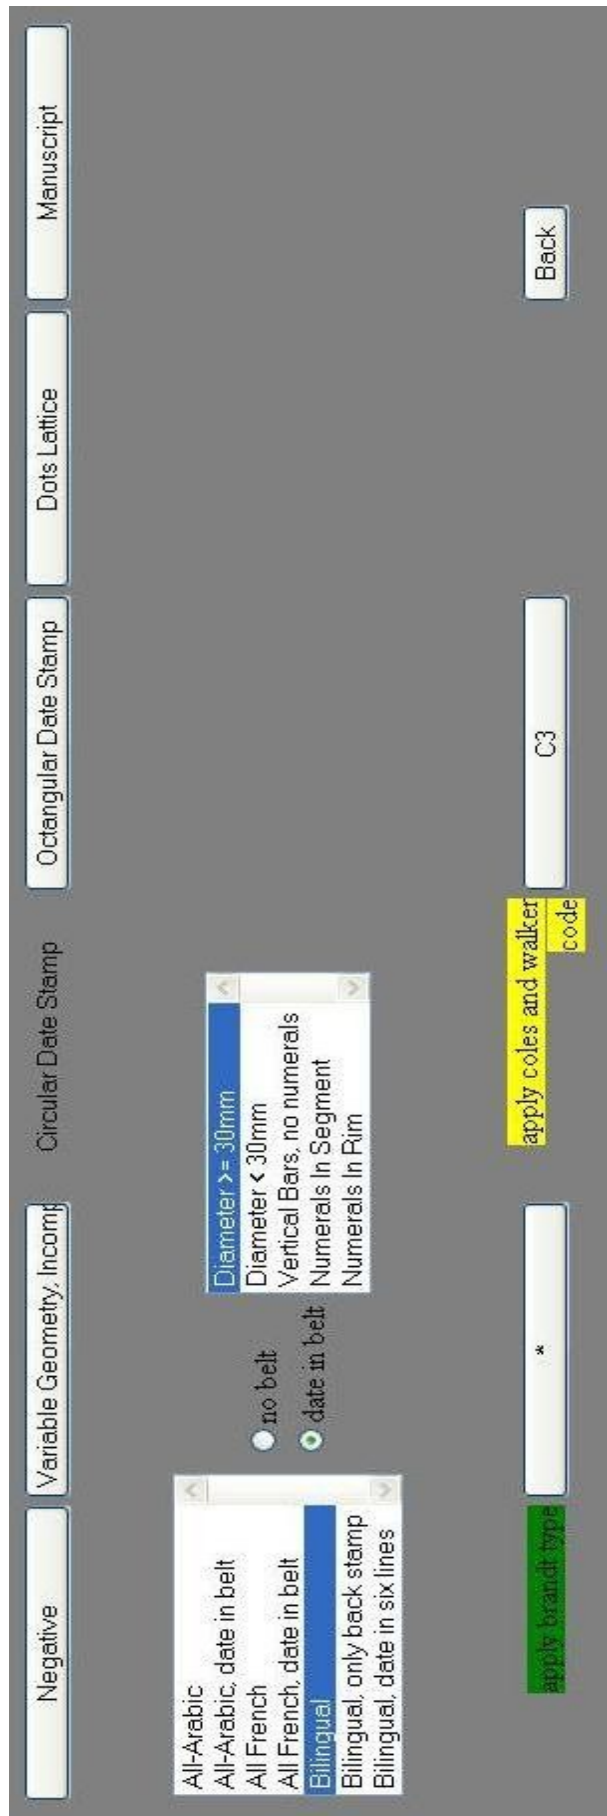 Negative
Variable Geometry, Incomp
Circular Date Stamp
Octangular Date Stamp
Dots Lattice
Manuscript
All-Arabic
All-Arabic, date in belt
All French
All French, date in belt
Bilingual
Bilingual, only back stamp
Bilingual, date in six lines
no belt
date in belt
Diameter >= 30mm
Diameter < 30mm
Vertical Bars, no numerals
Numerals In Segment
Numerals In Rim
apply brandt type
*
apply coles and walker
code
C3
Back